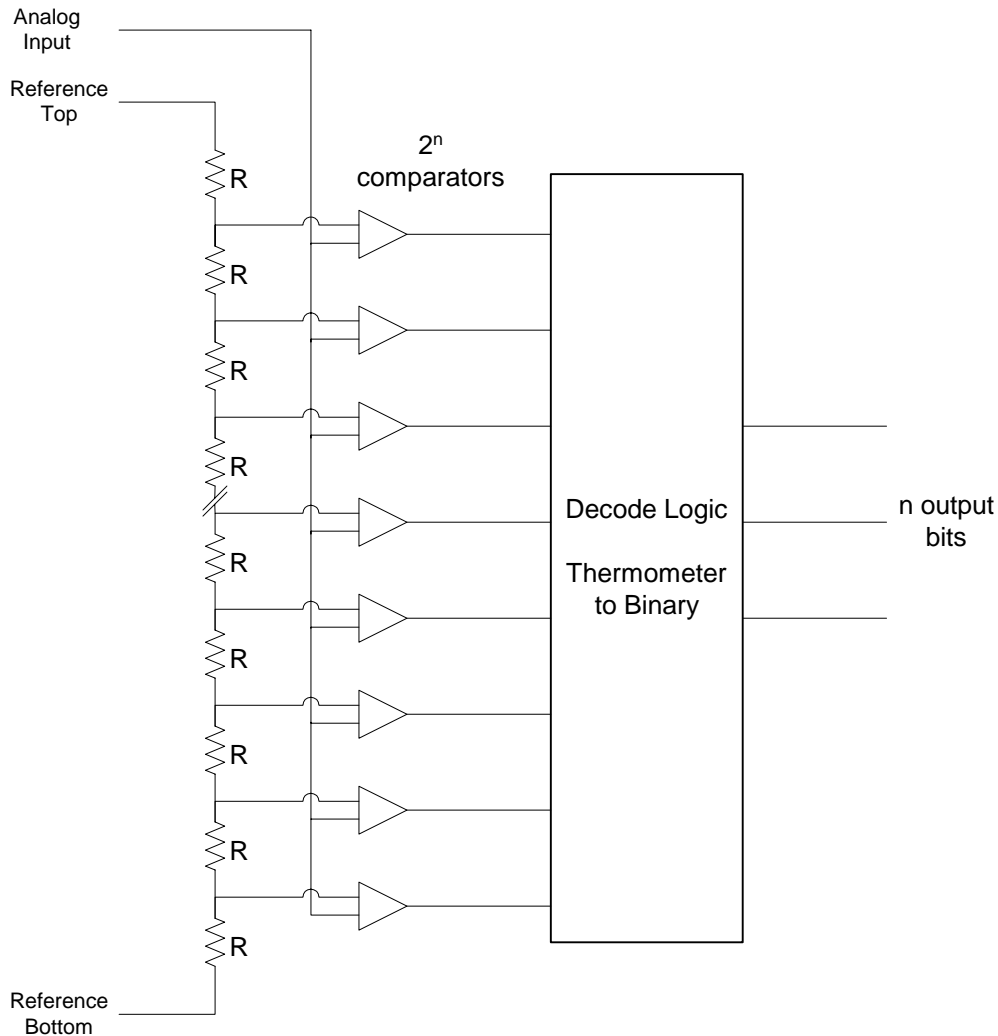 Analog
Input
Reference
Top
2ⁿ
comparators
R
R
R
R
R
R
R
R
R
Decode Logic
Thermometer
to Binary
n output
bits
Reference
Bottom